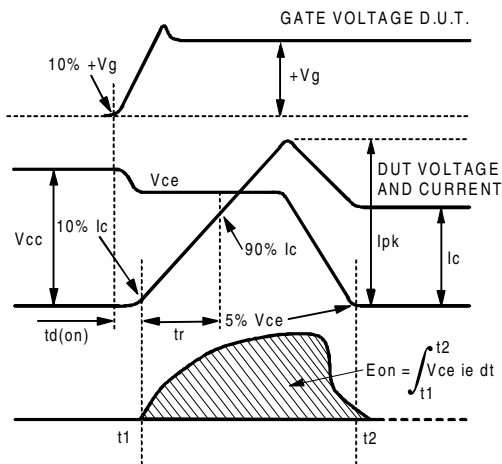 GATE VOLTAGE D.U.T.
10% +Vg
+Vg
Vce
DUT VOLTAGE
AND CURRENT
10% Ic
Vcc
90% Ic
Ipk
Ic
td(on)
tr
5% Vce
Eon = ∫ Vce ie dt
t2
t1
t1
t2